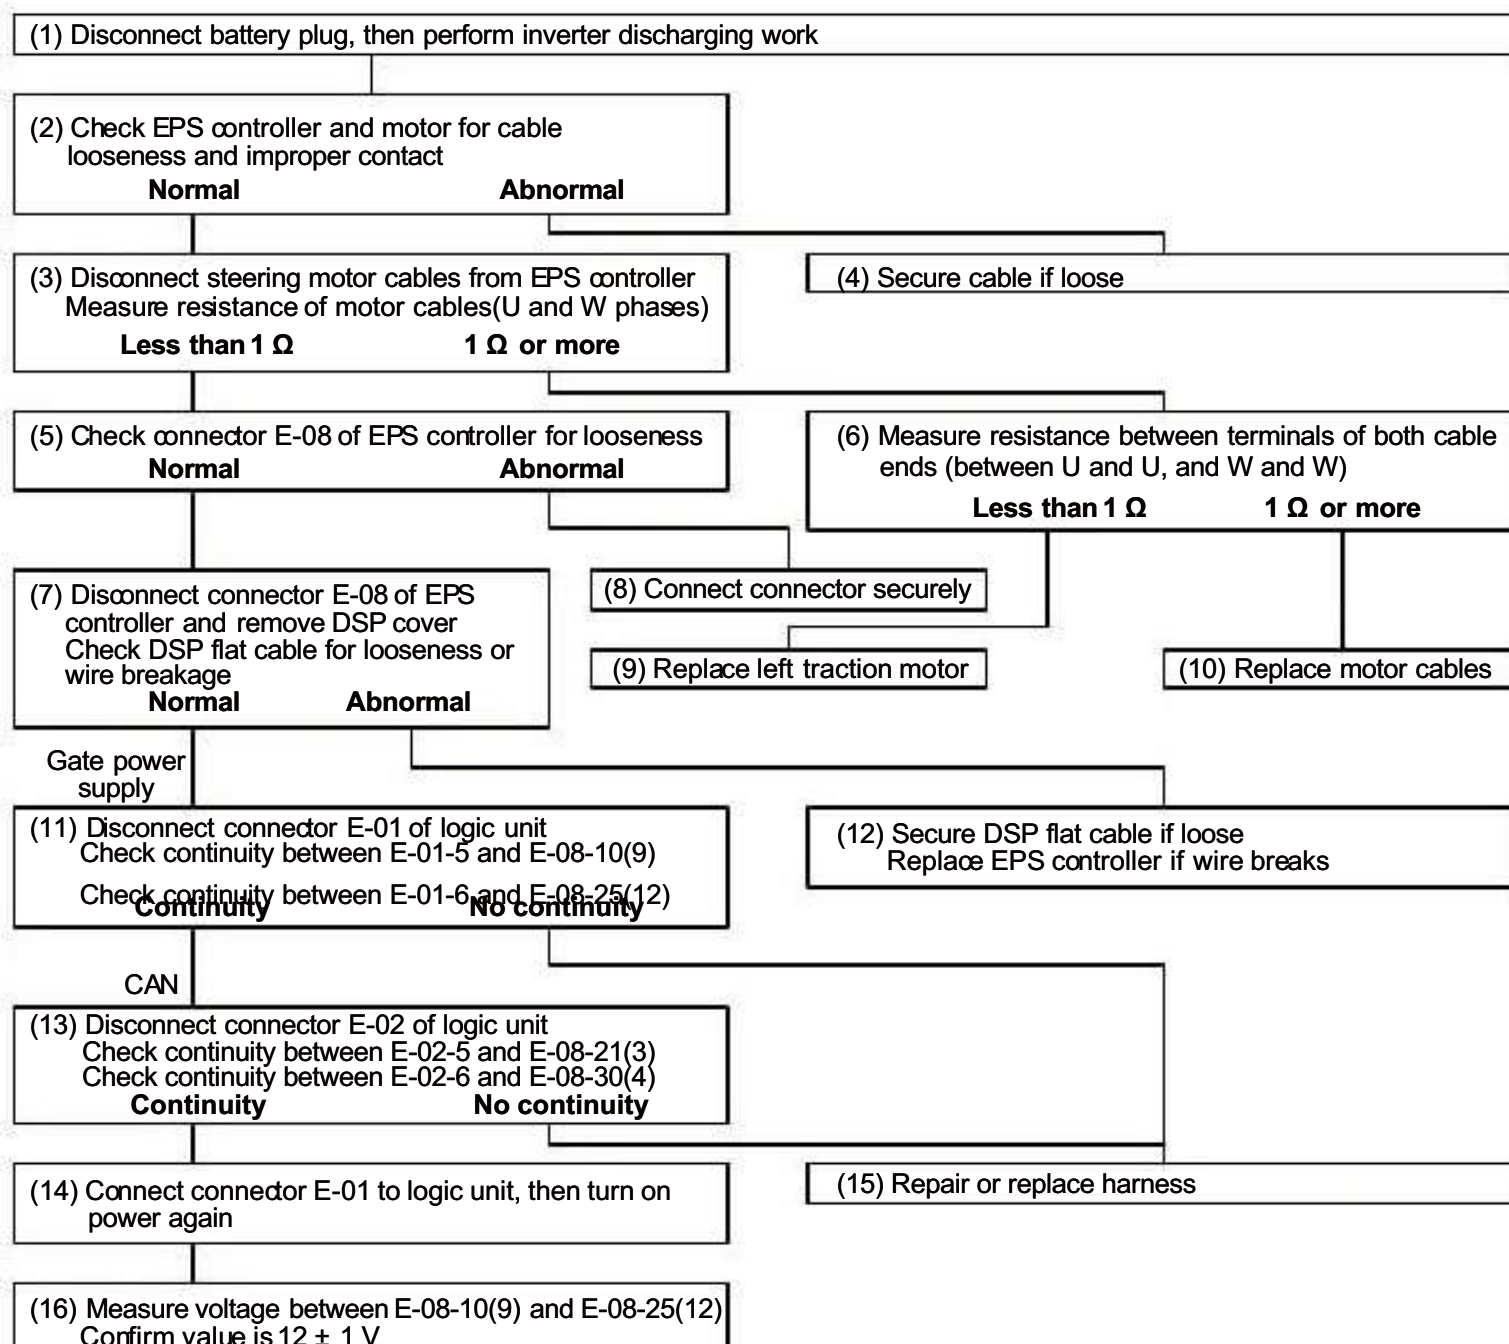 (1) Disconnect battery plug, then perform inverter discharging work
(2) Check EPS controller and motor for cable
looseness and improper contact
Normal Abnormal
(3) Disconnect steering motor cables from EPS controller
Measure resistance of motor cables(U and W phases)
Less than 1 Ω 1 Ω or more
(4) Secure cable if loose
(5) Check connector E-08 of EPS controller for looseness
Normal Abnormal
(6) Measure resistance between terminals of both cable
ends (between U and U, and W and W)
Less than 1 Ω 1 Ω or more
(7) Disconnect connector E-08 of EPS
controller and remove DSP cover
Check DSP flat cable for looseness or
wire breakage
Normal Abnormal
(8) Connect connector securely
(9) Replace left traction motor
(10) Replace motor cables
Gate power
supply
(11) Disconnect connector E-01 of logic unit
Check continuity between E-01-5 and E-08-10(9)
Check continuity between E-01-6 and E-08-25(12)
Continuity No continuity
(12) Secure DSP flat cable if loose
Replace EPS controller if wire breaks
CAN
(13) Disconnect connector E-02 of logic unit
Check continuity between E-02-5 and E-08-21(3)
Check continuity between E-02-6 and E-08-30(4)
Continuity No continuity
(14) Connect connector E-01 to logic unit, then turn on
power again
(15) Repair or replace harness
(16) Measure voltage between E-08-10(9) and E-08-25(12)
Confirm value is 12 ± 1 V